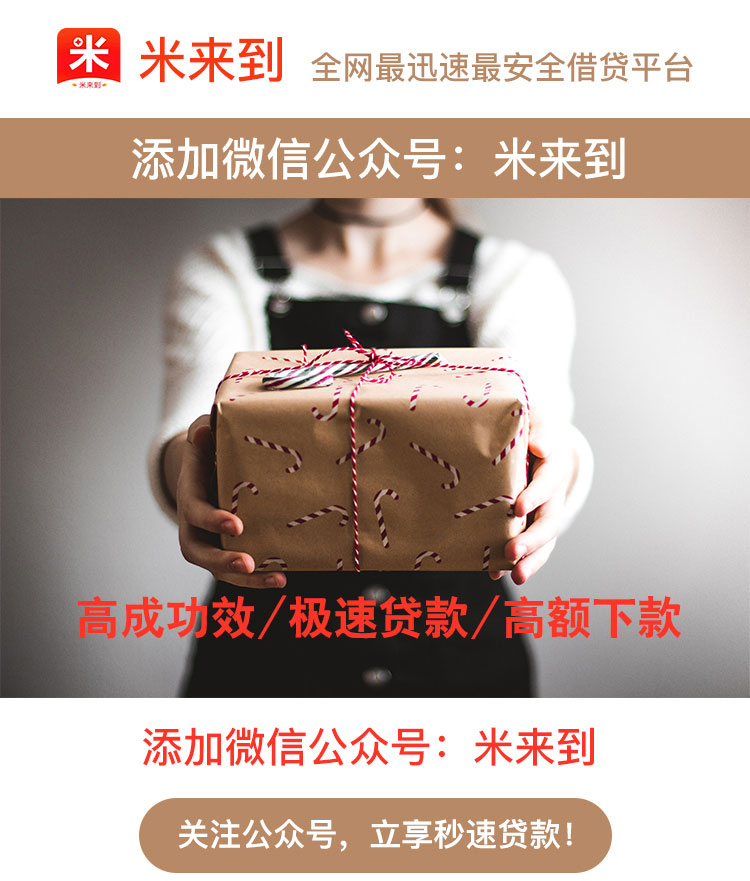 米
米来到
米来到
全网最迅速最安全借贷平台
添加微信公众号：米来到
高成功效/极速贷款/高额下款
添加微信公众号：米来到
关注公众号，立享秒速贷款！